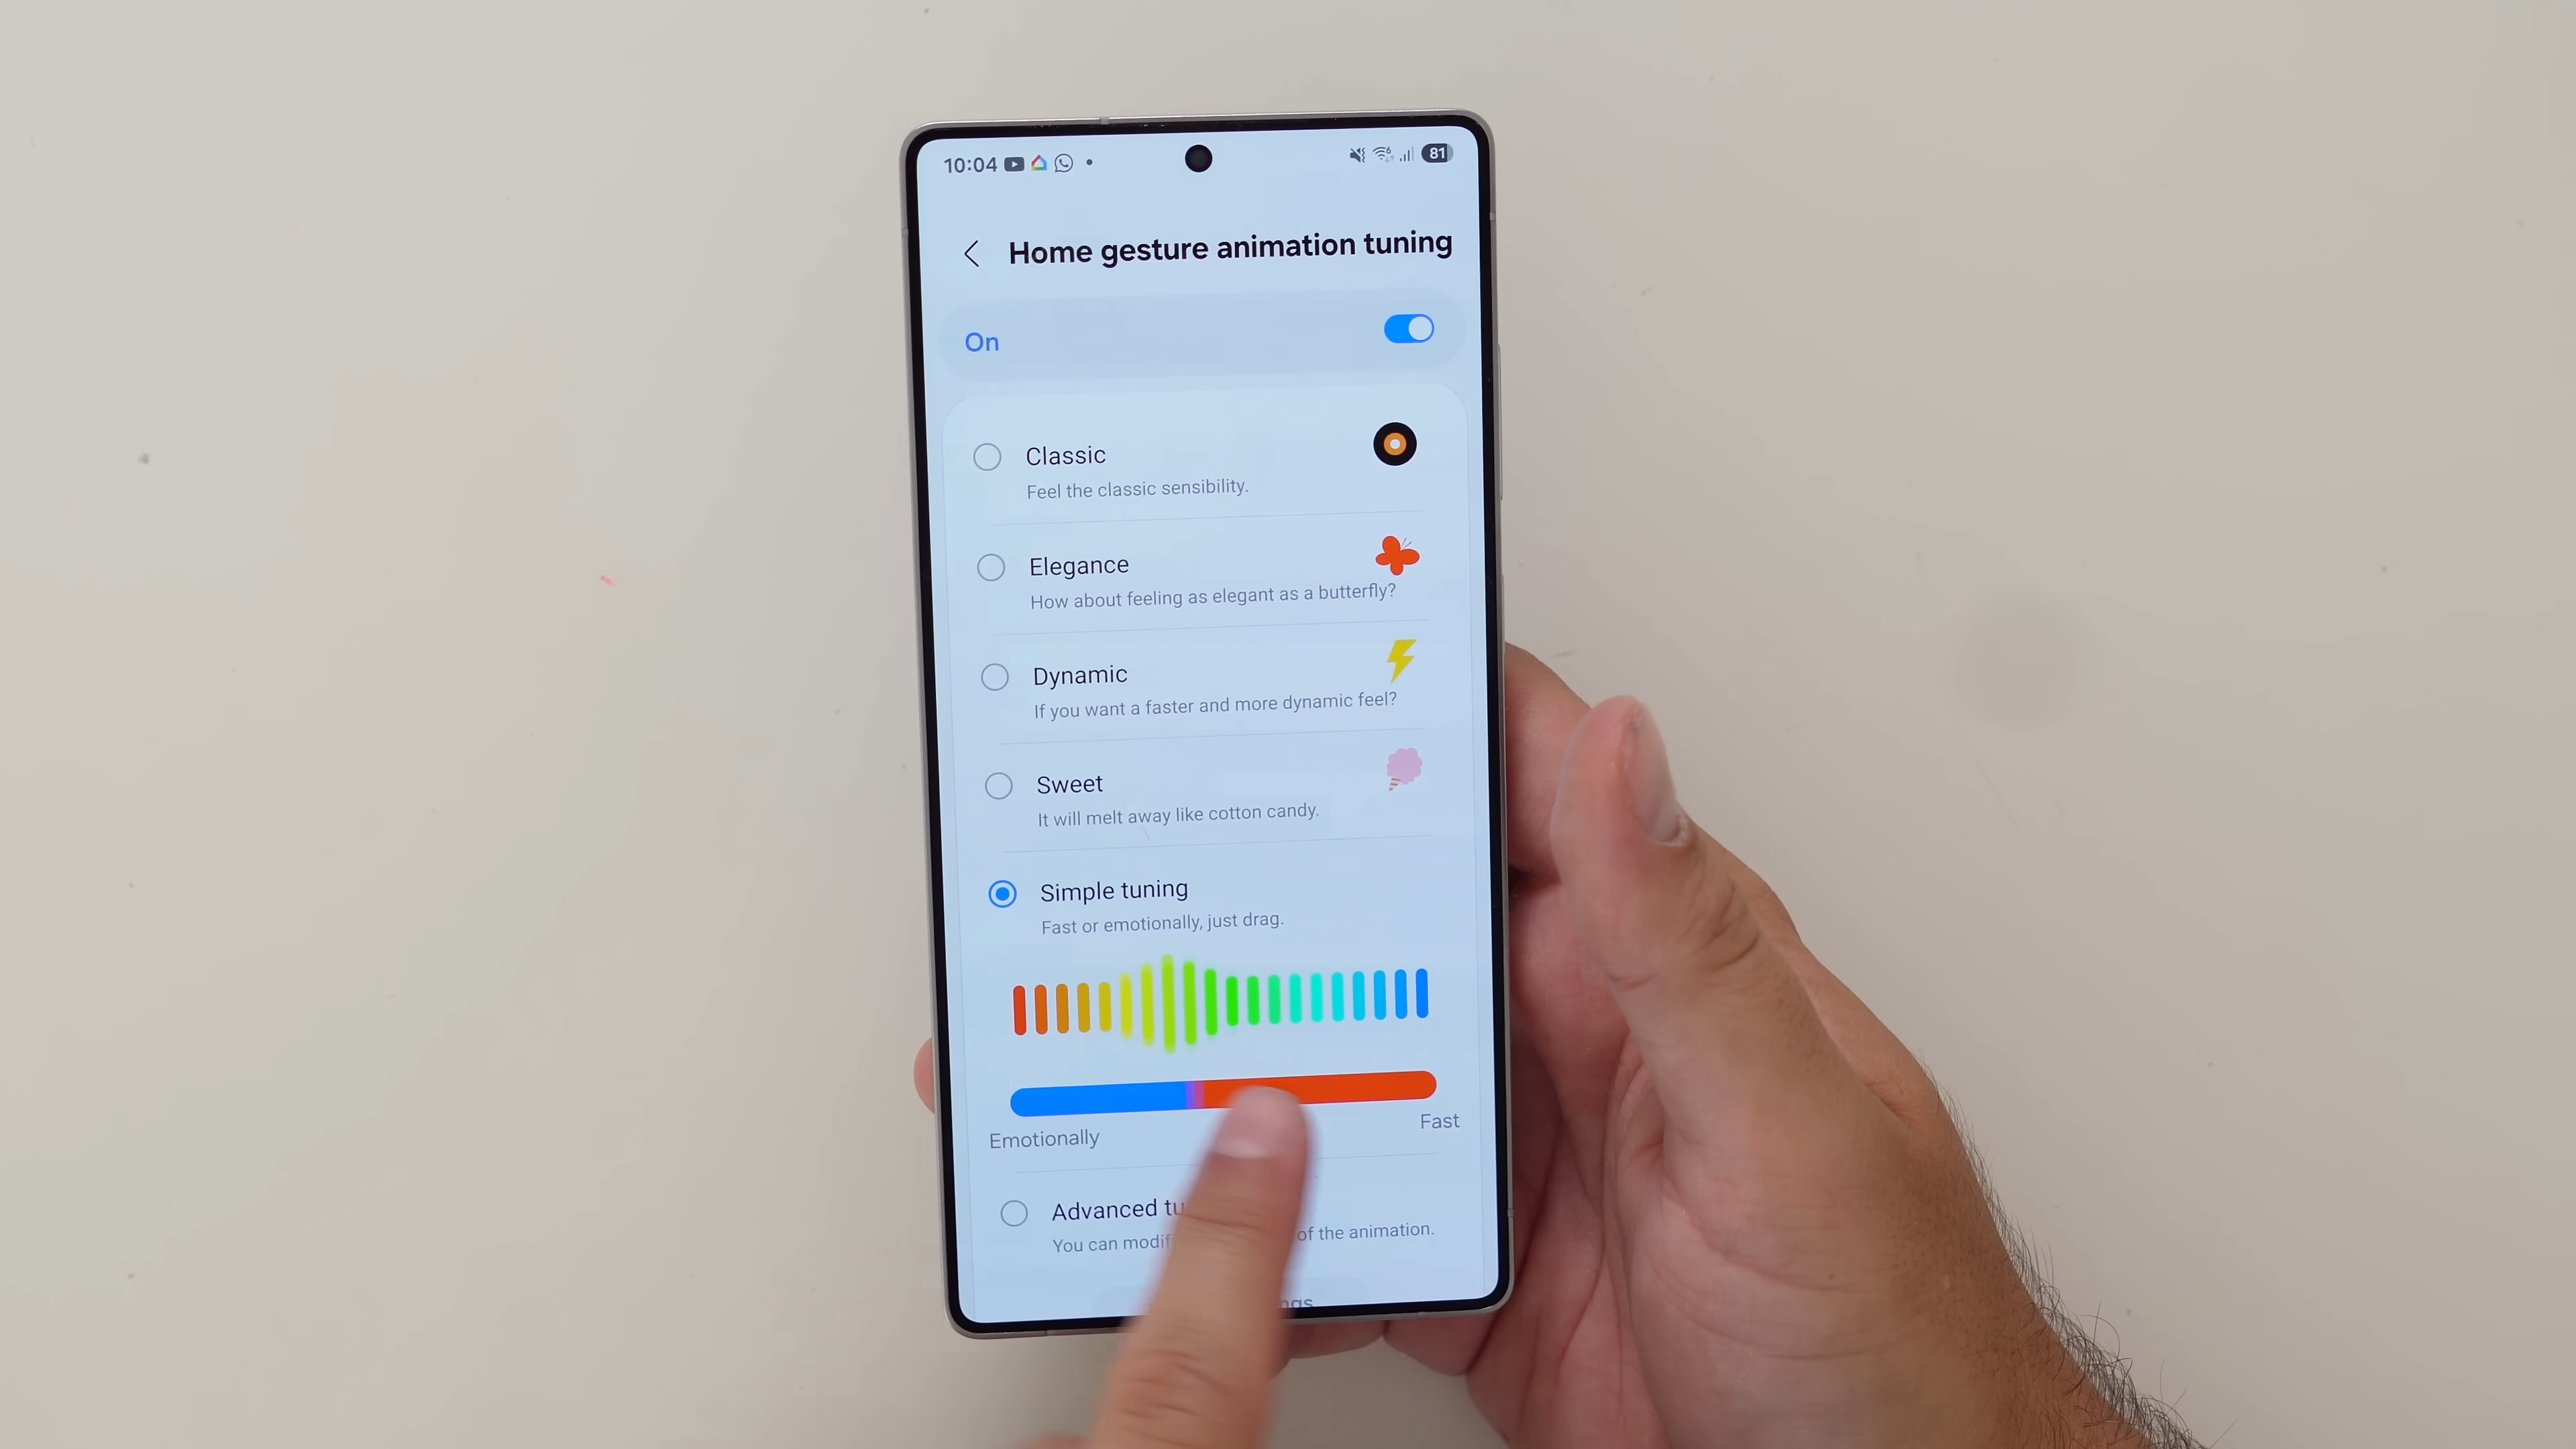 10:04
81
Home gesture animation tuning
On
Classic
Feel the classic sensibility.
Elegance
How about feeling as elegant as a butterfly?
Dynamic
If you want a faster and more dynamic feel?
Sweet
It will melt away like cotton candy.
Simple tuning
Fast or emotionally, just drag.
Emotionally
Fast
Advanced
You can of the animation.